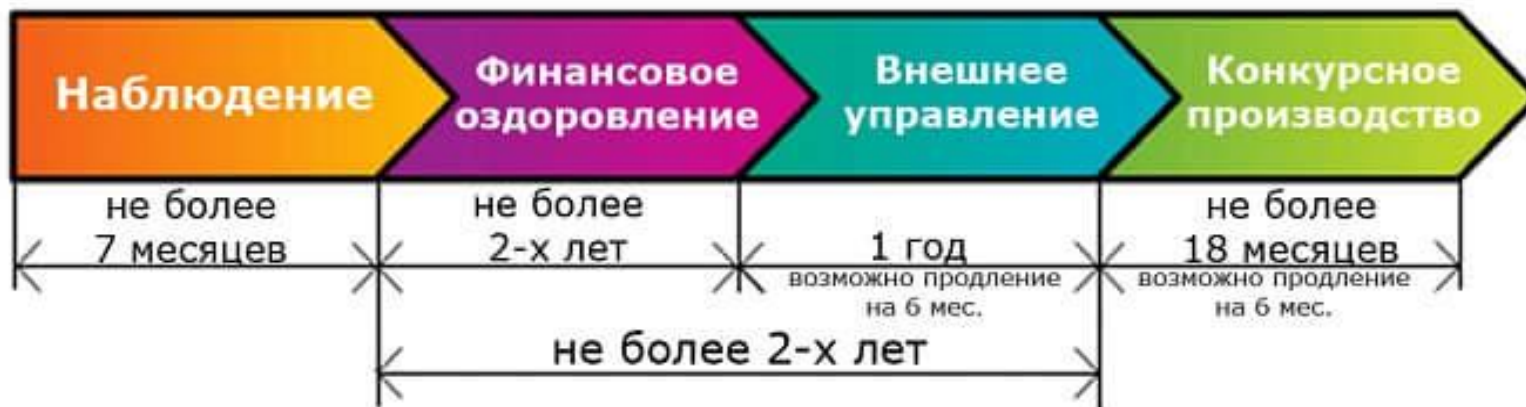 Наблюдение
Финансовое
оздоровление
Внешнее
управление
Конкурсное
производство
не более
7 месяцев
не более
2-х лет
1 год
возможно продление
на 6 мес.
не более
18 месяцев
возможно продление
на 6 мес.
не более 2-х лет